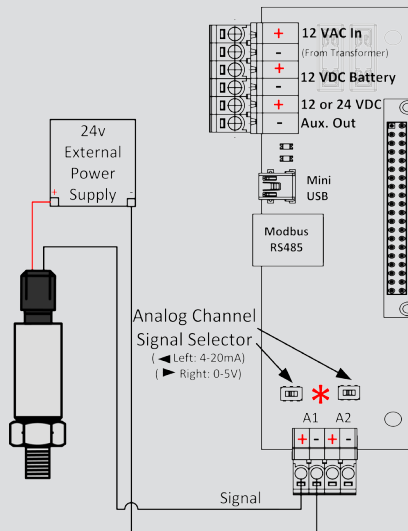 + 12 VAC In
- (From Transformer)
+ 12 VDC Battery
-
+ 12 or 24 VDC
- Aux. Out
24v
External
Power
Supply
+ -
Mini
USB
Modbus
RS485
Analog Channel
Signal Selector
(◄ Left: 4-20mA)
(► Right: 0-5V)
*
A1 A2
+ - + -
Signal